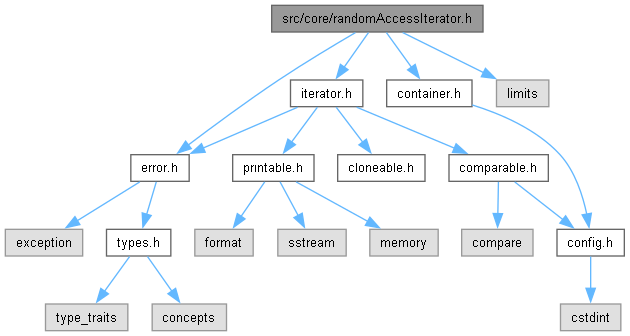 src/core/randomAccessIterator.h
iterator.h
container.h
limits
error.h
printable.h
cloneable.h
comparable.h
exception
types.h
format
sstream
memory
compare
config.h
type_traits
concepts
cstdint